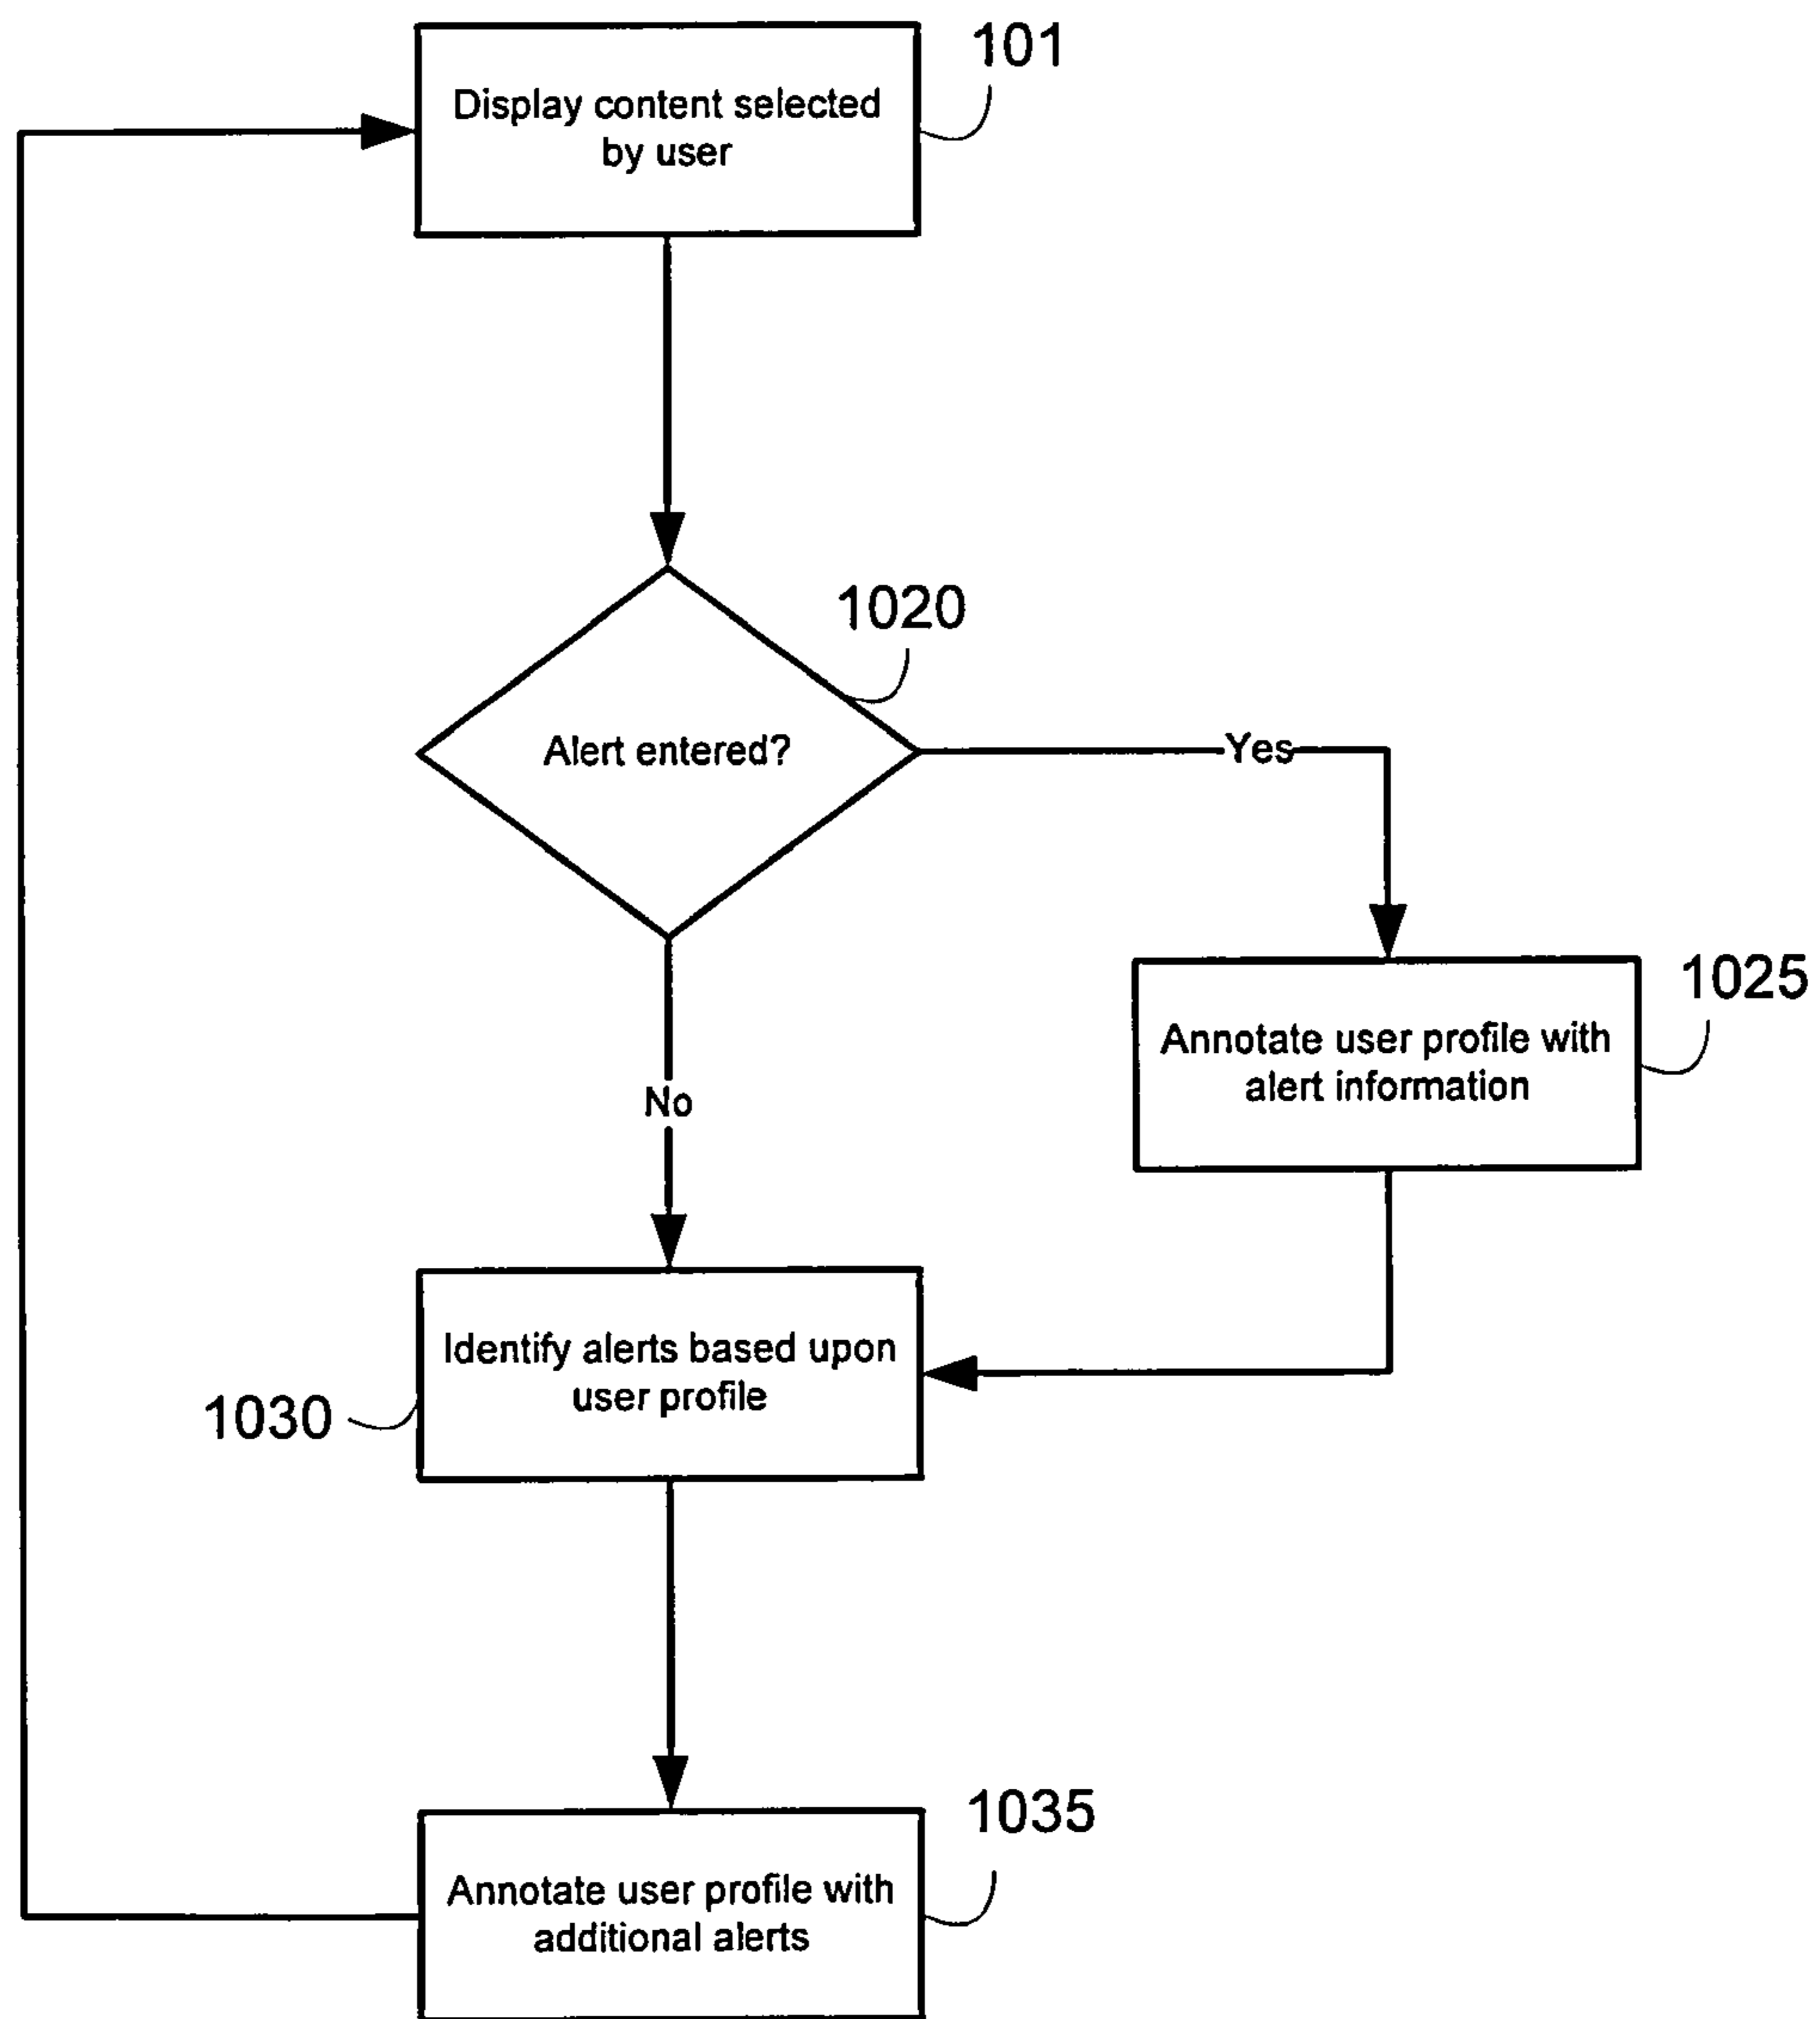 101
Display content selected
by user
1020
Alert entered?
Yes
1025
Annotate user profile with
alert information
No
Identify alerts based upon
user profile
1030
1035
Annotate user profile with
additional alerts